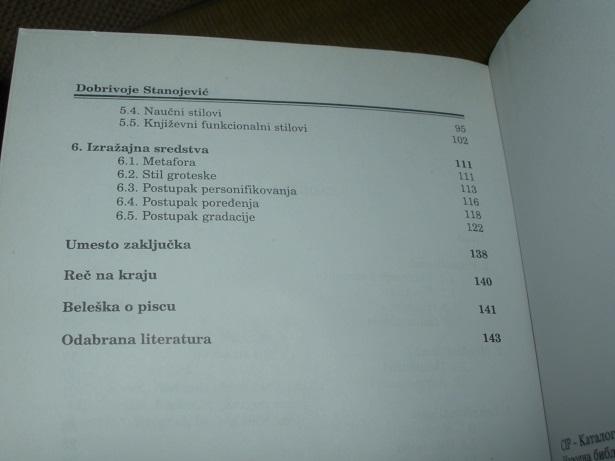 Dobrivoje Stanojević
5.4. Naučni stilovi 95
5.5. Književni funkcionalni stilovi 102
6. Izražajna sredstva 111
6.1. Metafora 111
6.2. Stil groteske 113
6.3. Postupak personifikovanja 116
6.4. Postupak poređenja 118
6.5. Postupak gradacije 122
Umesto zaključka 138
Reč na kraju 140
Beleška o piscu 141
Odabrana literatura 143
CIP – Каталог